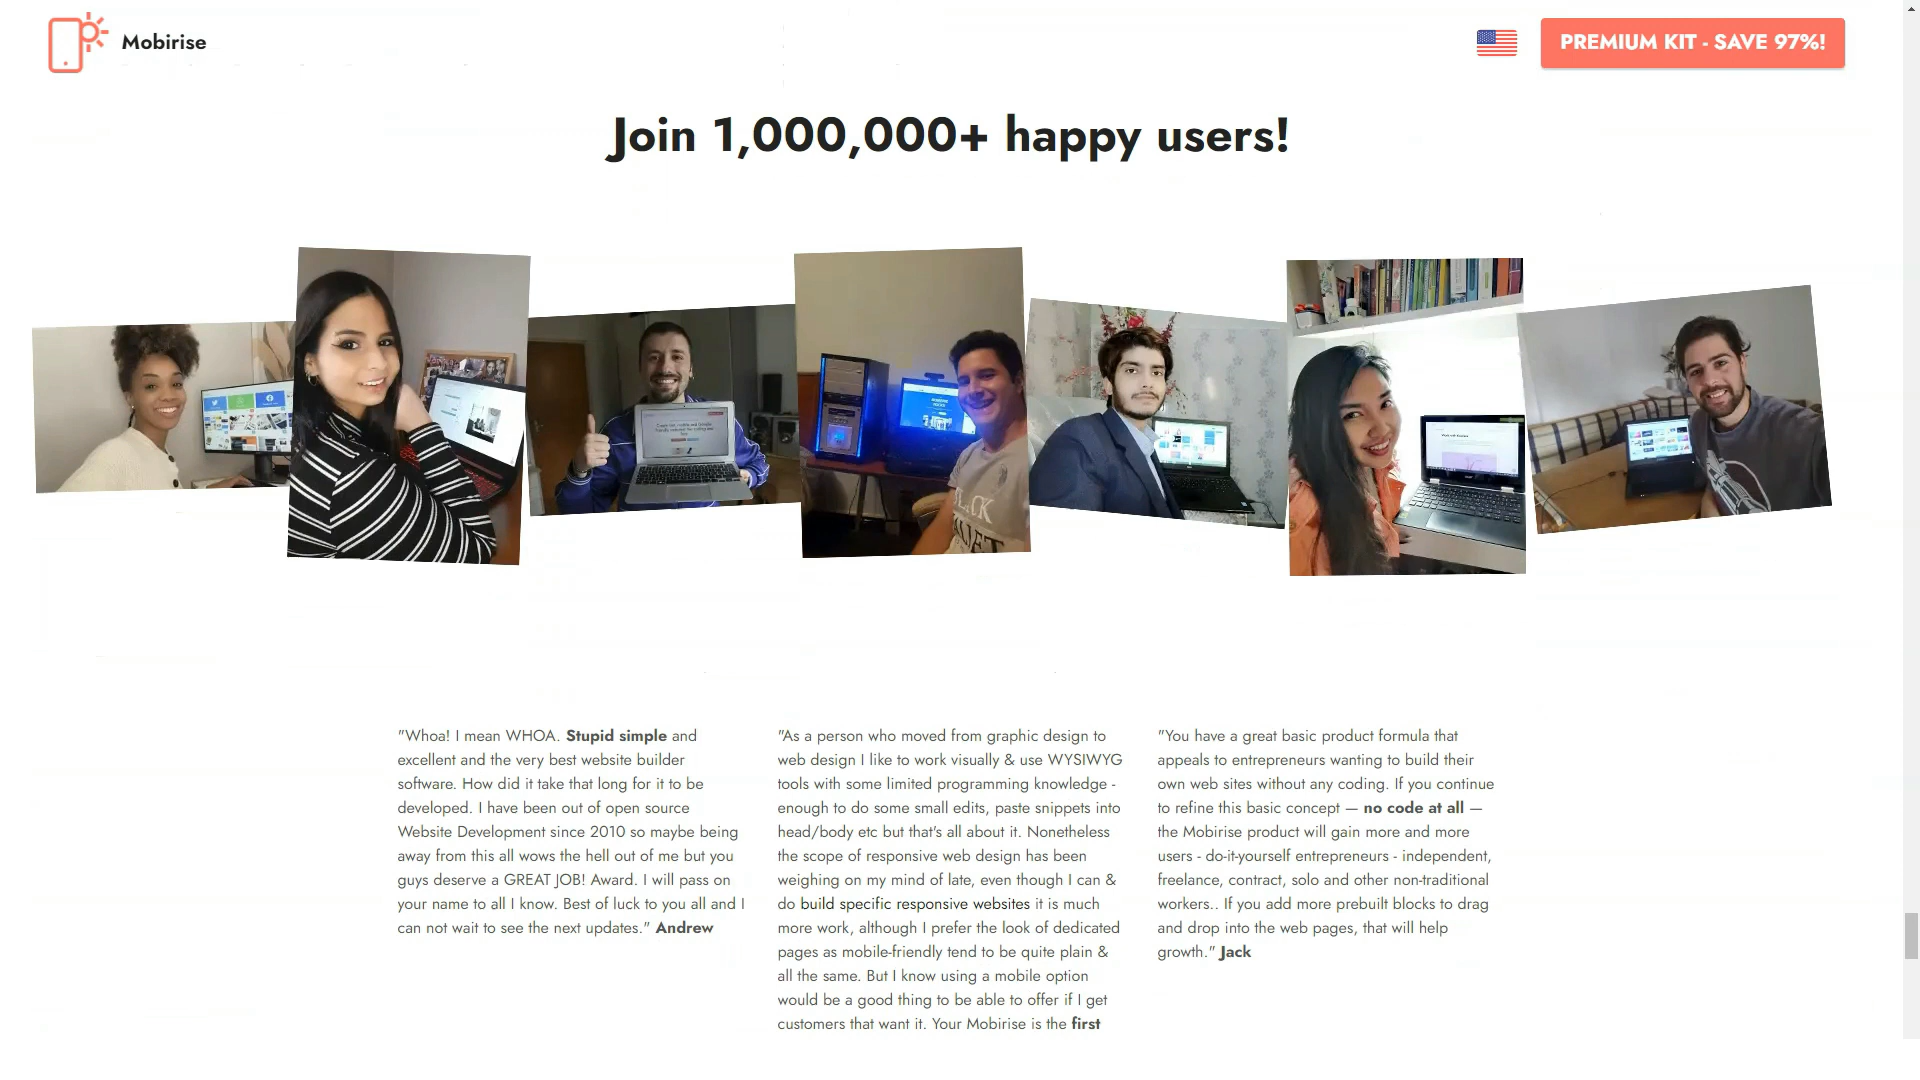 Mobirise
PREMIUM KIT - SAVE 97%!
Join 1,000,000+ happy users!
"Whoa! I mean WHOA. Stupid simple and
excellent and the very best website builder
software. How did it take that long for it to be
developed. I have been out of open source
Website Development since 2010 so maybe being
away from this all wows the hell out of me but you
guys deserve a GREAT JOB! Award. I will pass on
your name to all I know. Best of luck to you all and I
can not wait to see the next updates." Andrew
"As a person who moved from graphic design to
web design I like to work visually & use WYSIWYG
tools with some limited programming knowledge -
enough to do some small edits, paste snippets into
head/body etc but that's all about it. Nonetheless
the scope of responsive web design has been
weighing on my mind of late, even though I can &
do build specific responsive websites it is much
more work, although I prefer the look of dedicated
pages as mobile-friendly tend to be quite plain &
all the same. But I know using a mobile option
would be a good thing to be able to offer if I get
customers that want it. Your Mobirise is the first
"You have a great basic product formula that
appeals to entrepreneurs wanting to build their
own web sites without any coding. If you continue
to refine this basic concept — no code at all —
the Mobirise product will gain more and more
users - do-it-yourself entrepreneurs - independent,
freelance, contract, solo and other non-traditional
workers.. If you add more prebuilt blocks to drag
and drop into the web pages, that will help
growth." Jack